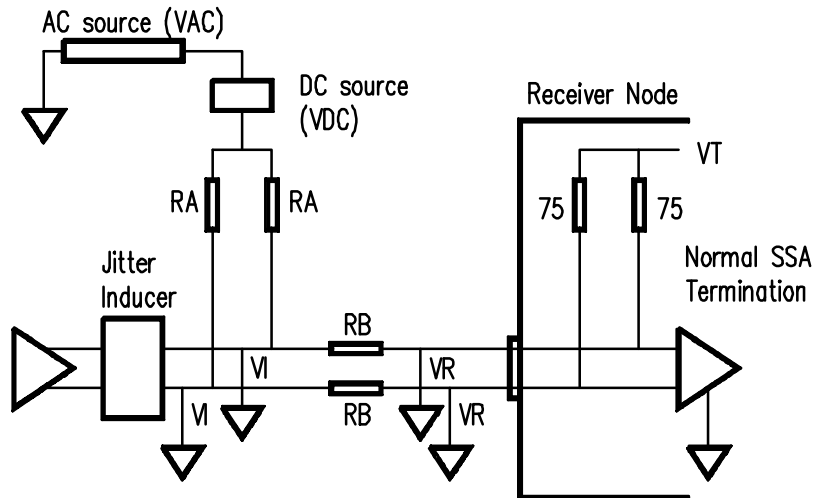 AC source (VAC)
DC source
(VDC)
Receiver Node
VT
RA
RA
75
75
Jitter
Inducer
Normal SSA
Termination
RB
VI
VR
VI
RB
VR